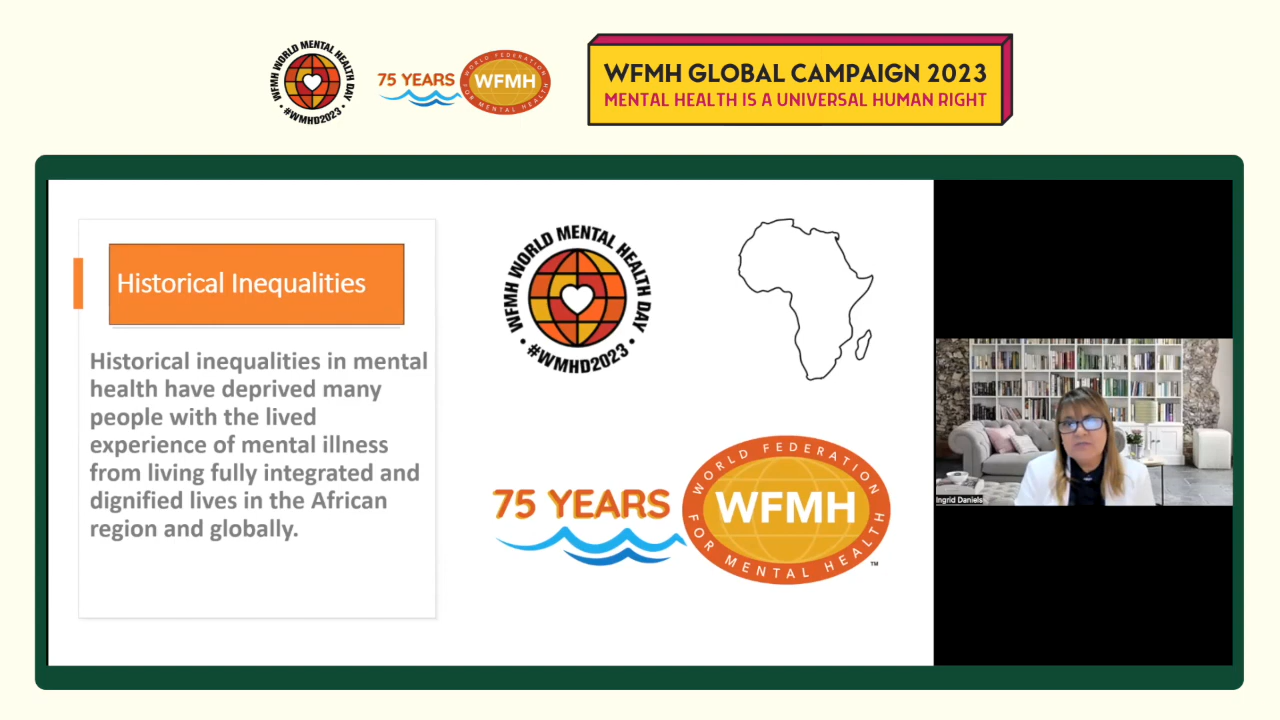 WFMH WORLD MENTAL HEALTH DAY
• #WMHD2023 •
75 YEARS
WORLD FEDERATION
WFMH
FOR MENTAL HEALTH
WFMH GLOBAL CAMPAIGN 2023
MENTAL HEALTH IS A UNIVERSAL HUMAN RIGHT
Historical Inequalities
Historical inequalities in mental
health have deprived many
people with the lived
experience of mental illness
from living fully integrated and
dignified lives in the African
region and globally.
WFMH WORLD MENTAL HEALTH DAY
• #WMHD2023 •
75 YEARS
WORLD FEDERATION
WFMH
FOR MENTAL HEALTH
TM
Ingrid Daniels